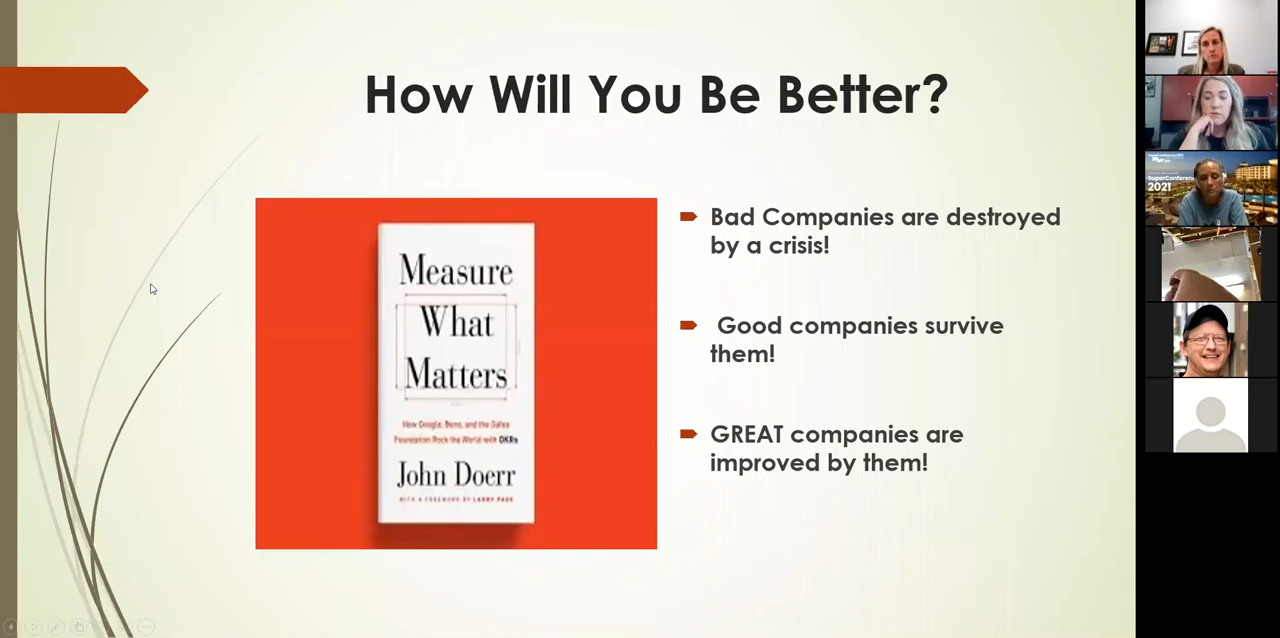 How Will You Be Better?
Measure
What
Matters
How Google, Bono, and the Gates
Foundation Rock the World with OKRs
John Doerr
WITH A FOREWORD BY LARRY PAGE
Bad Companies are destroyed
by a crisis!
Good companies survive
them!
GREAT companies are
improved by them!
SuperConference
2021